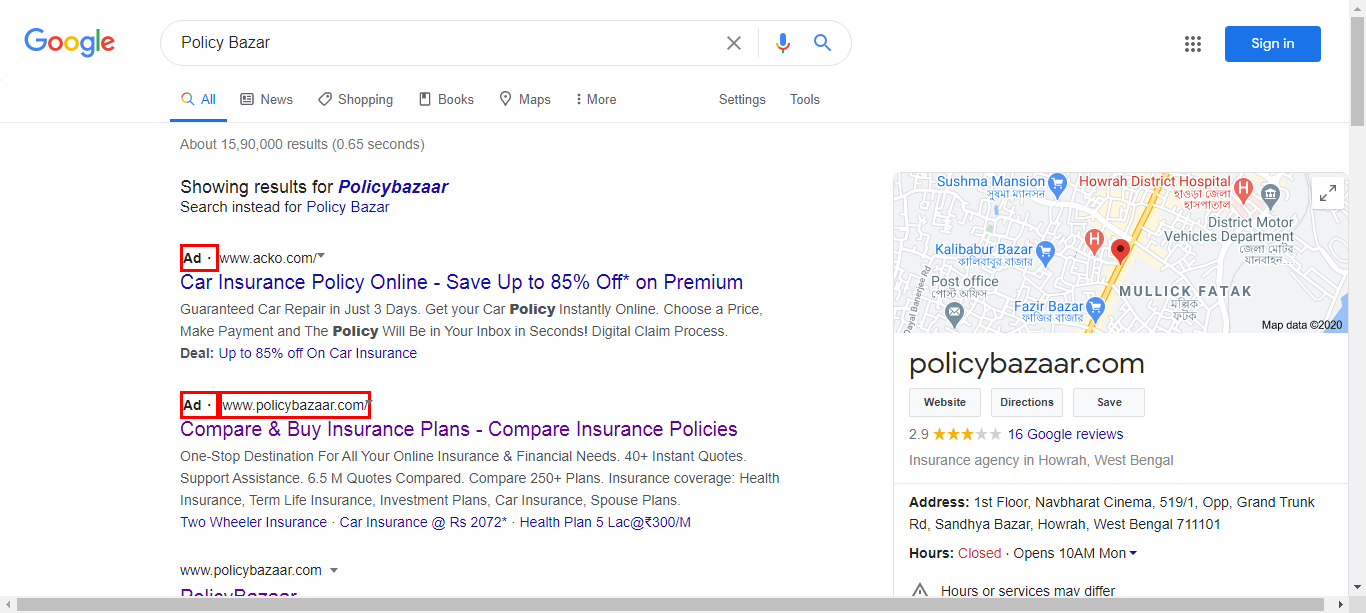 Google
Policy Bazar
Sign in
All
News
Shopping
Books
Maps
More
Settings
Tools
About 15,90,000 results (0.65 seconds)
Showing results for Policybazaar
Search instead for Policy Bazar
Ad · www.acko.com/
Car Insurance Policy Online - Save Up to 85% Off* on Premium
Guaranteed Car Repair in Just 3 Days. Get your Car Policy Instantly Online. Choose a Price,
Make Payment and The Policy Will Be in Your Inbox in Seconds! Digital Claim Process.
Deal: Up to 85% off On Car Insurance
Ad · www.policybazaar.com/
Compare & Buy Insurance Plans - Compare Insurance Policies
One-Stop Destination For All Your Online Insurance & Financial Needs. 40+ Instant Quotes.
Support Assistance. 6.5 M Quotes Compared. Compare 250+ Plans. Insurance coverage: Health
Insurance, Term Life Insurance, Investment Plans, Car Insurance, Spouse Plans.
Two Wheeler Insurance · Car Insurance @ Rs 2072* · Health Plan 5 Lac@₹300/M
www.policybazaar.com
PolicyBazaar
Sushma Mansion
সুষমা ম্যানসন
Howrah District Hospital
হাওড়া জেলা
হাসপাতাল
District Motor
Vehicles Department
জেলা মোটর
যানবাহন...
Kalibabur Bazar
কালিবাবুর বাজার
Post office
পোস্ট অফিস
Dayal Banerjee Rd
MULLICK FATAK
মল্লিক
ফটক
Fazir Bazar
ফাজির বাজার
Map data ©2020
policybazaar.com
Website
Directions
Save
2.9 16 Google reviews
Insurance agency in Howrah, West Bengal
Address: 1st Floor, Navbharat Cinema, 519/1, Opp, Grand Trunk
Rd, Sandhya Bazar, Howrah, West Bengal 711101
Hours: Closed · Opens 10AM Mon
Hours or services may differ